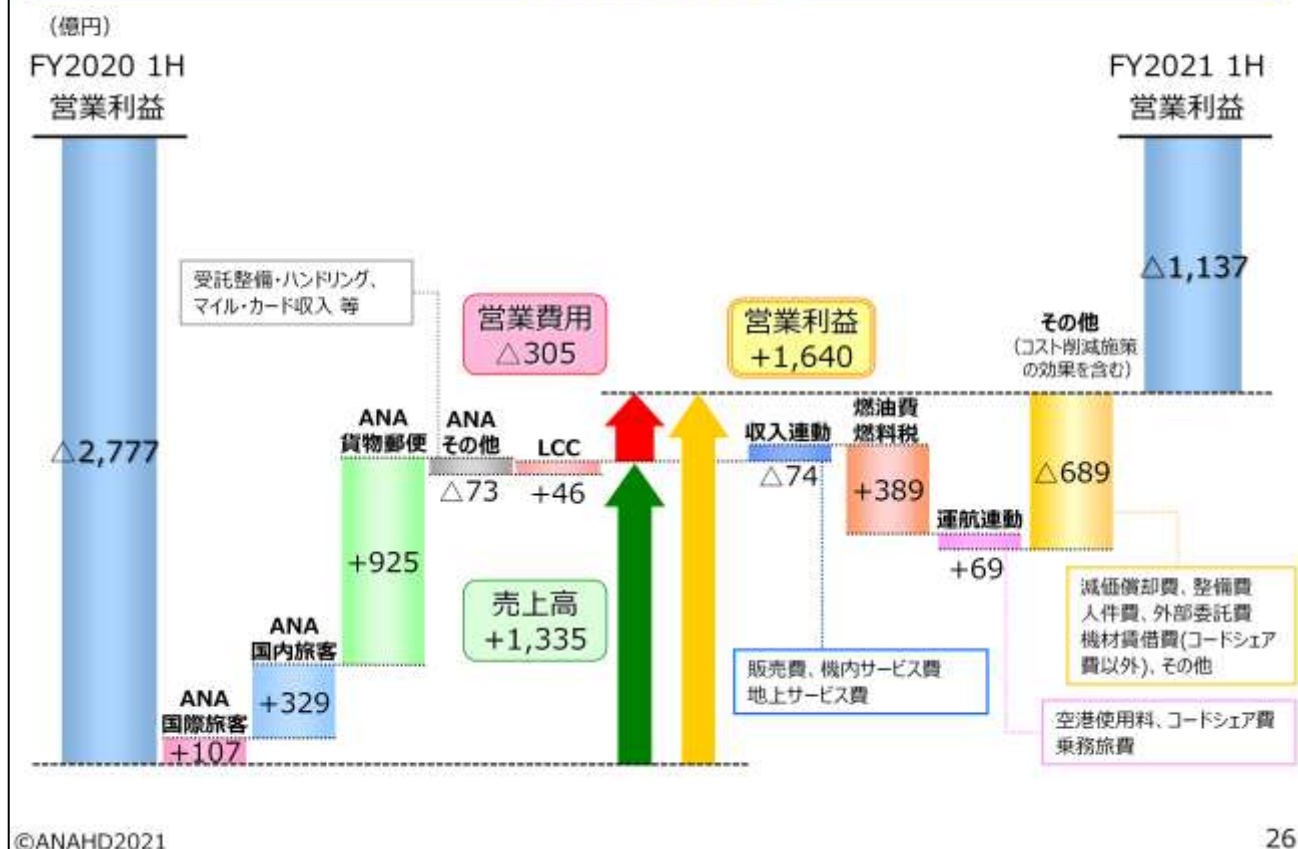 （億円）
FY2020 1H
営業利益
FY2021 1H
営業利益
△2,777
△1,137
受託整備・ハンドリング、
マイル・カード収入 等
営業費用
△305
営業利益
+1,640
その他
（コスト削減施策
の効果を含む）
ANA
国際旅客
+107
ANA
国内旅客
+329
ANA
貨物郵便
+925
ANA
その他
△73
LCC
+46
売上高
+1,335
収入連動
△74
燃油費
燃料税
+389
運航連動
+69
△689
販売費、機内サービス費
地上サービス費
減価償却費、整備費
人件費、外部委託費
機材賃借費(コードシェア
費以外)、その他
空港使用料、コードシェア費
乗務旅費
©ANAHD2021
26